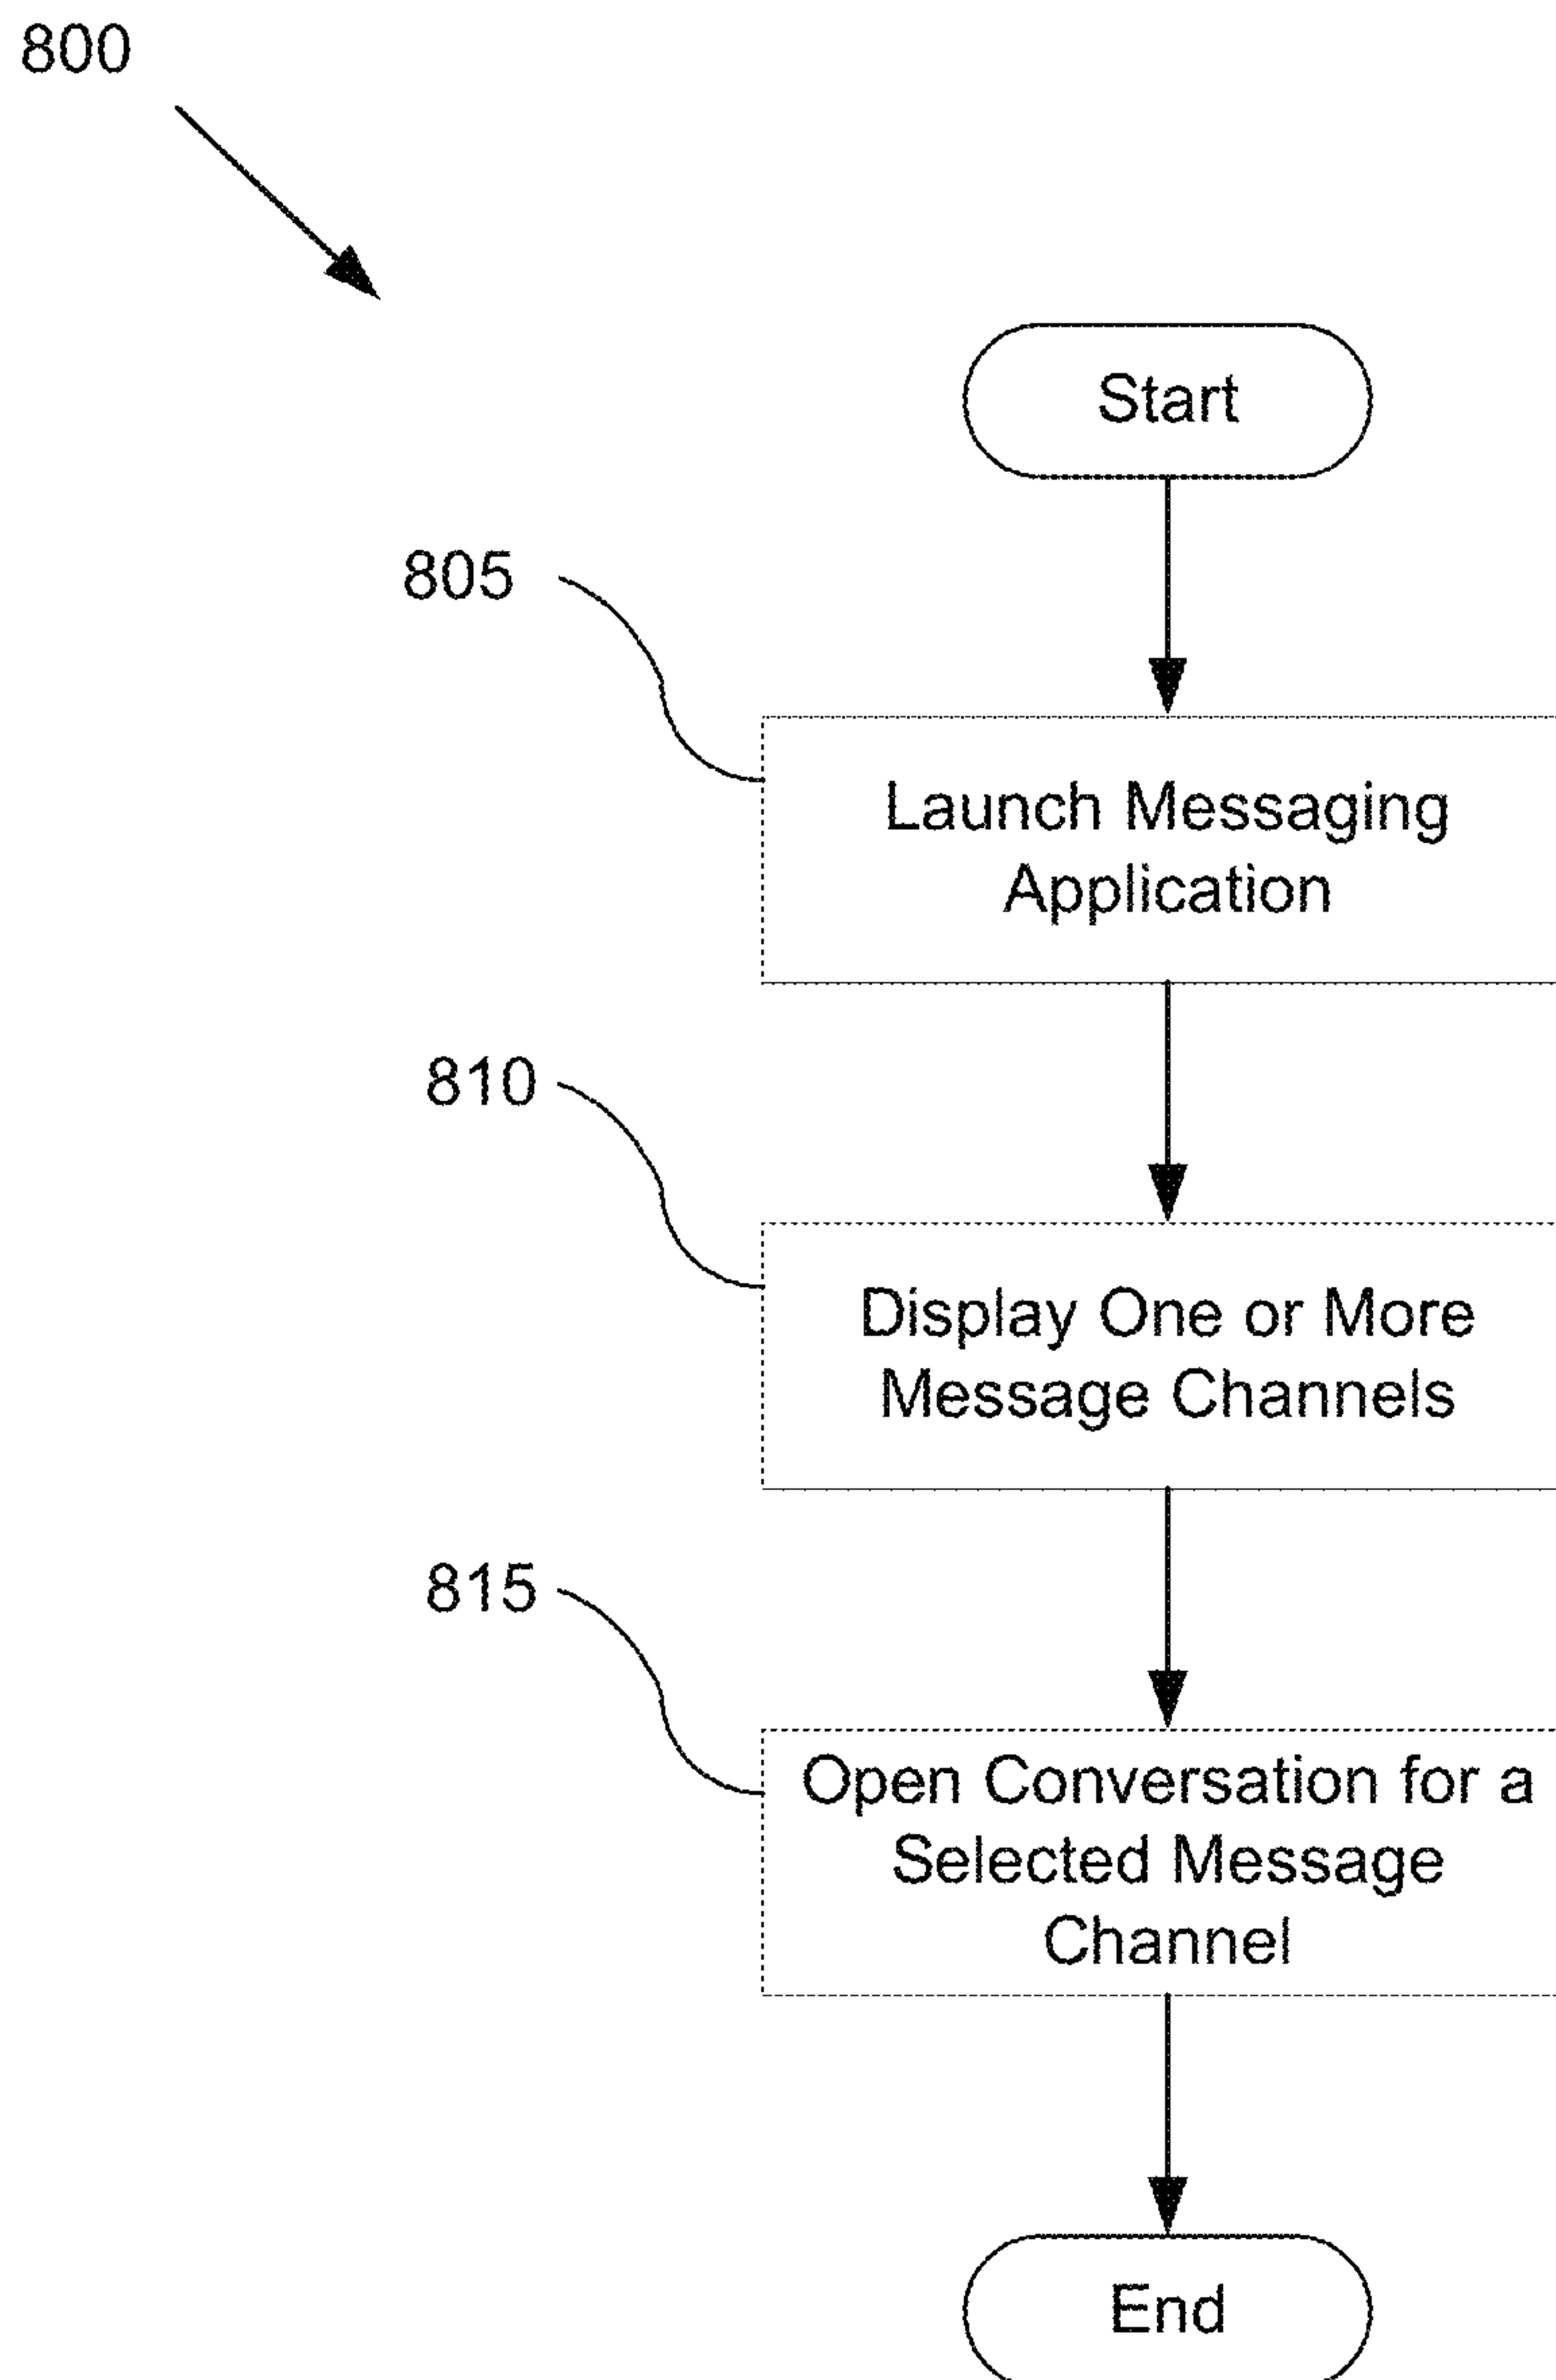 800
Start
805
Launch Messaging
Application
810
Display One or More
Message Channels
815
Open Conversation for a
Selected Message
Channel
End